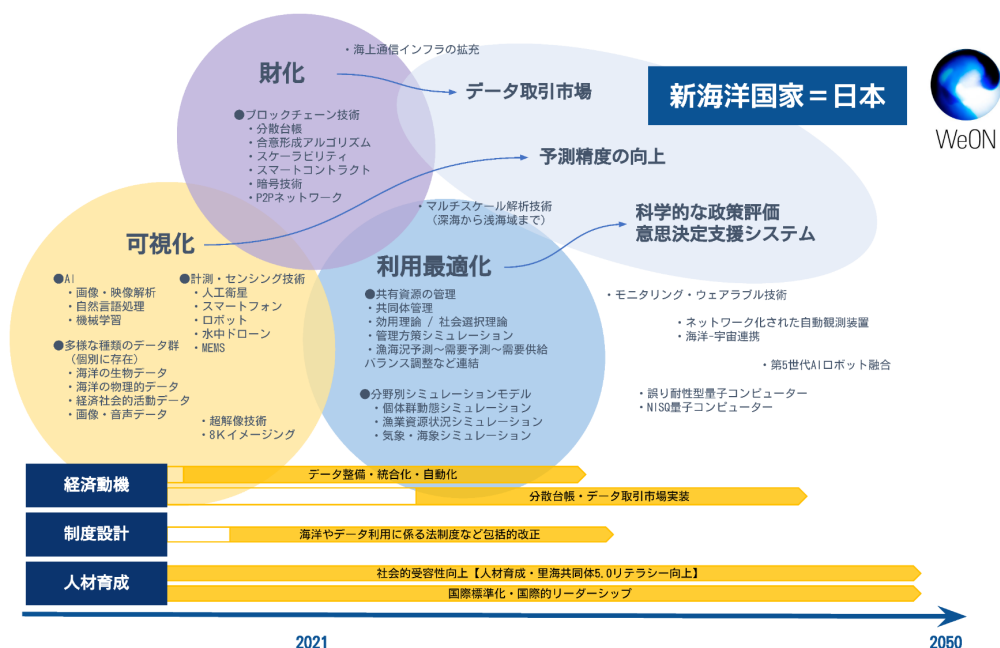 ・海上通信インフラの拡充
財化
データ取引市場
新海洋国家＝日本
WeON
●ブロックチェーン技術
・分散台帳
・合意形成アルゴリズム
・スケーラビリティ
・スマートコントラクト
・暗号技術
・P2Pネットワーク
予測精度の向上
・マルチスケール解析技術
（深海から浅海域まで）
科学的な政策評価
意思決定支援システム
可視化
●AI
・画像・映像解析
・自然言語処理
・機械学習
●多様な種類のデータ群
（個別に存在）
・海洋の生物データ
・海洋の物理的データ
・経済社会的活動データ
・画像・音声データ
●計測・センシング技術
・人工衛星
・スマートフォン
・ロボット
・水中ドローン
・MEMS
・超解像技術
・8Kイメージング
利用最適化
●共有資源の管理
・共同体管理
・効用理論 / 社会選択理論
・管理方策シミュレーション
・漁海況予測～需要予測～需要供給
バランス調整など連結
●分野別シミュレーションモデル
・個体群動態シミュレーション
・漁業資源状況シミュレーション
・気象・海象シミュレーション
・モニタリング・ウェアラブル技術
・ネットワーク化された自動観測装置
・海洋-宇宙連携
・第5世代AIロボット融合
・誤り耐性型量子コンピューター
・NISQ量子コンピューター
経済動機
データ整備・統合化・自動化
分散台帳・データ取引市場実装
制度設計
海洋やデータ利用に係る法制度など包括的改正
人材育成
社会的受容性向上【人材育成・里海共同体5.0リテラシー向上】
国際標準化・国際的リーダーシップ
2021
2050